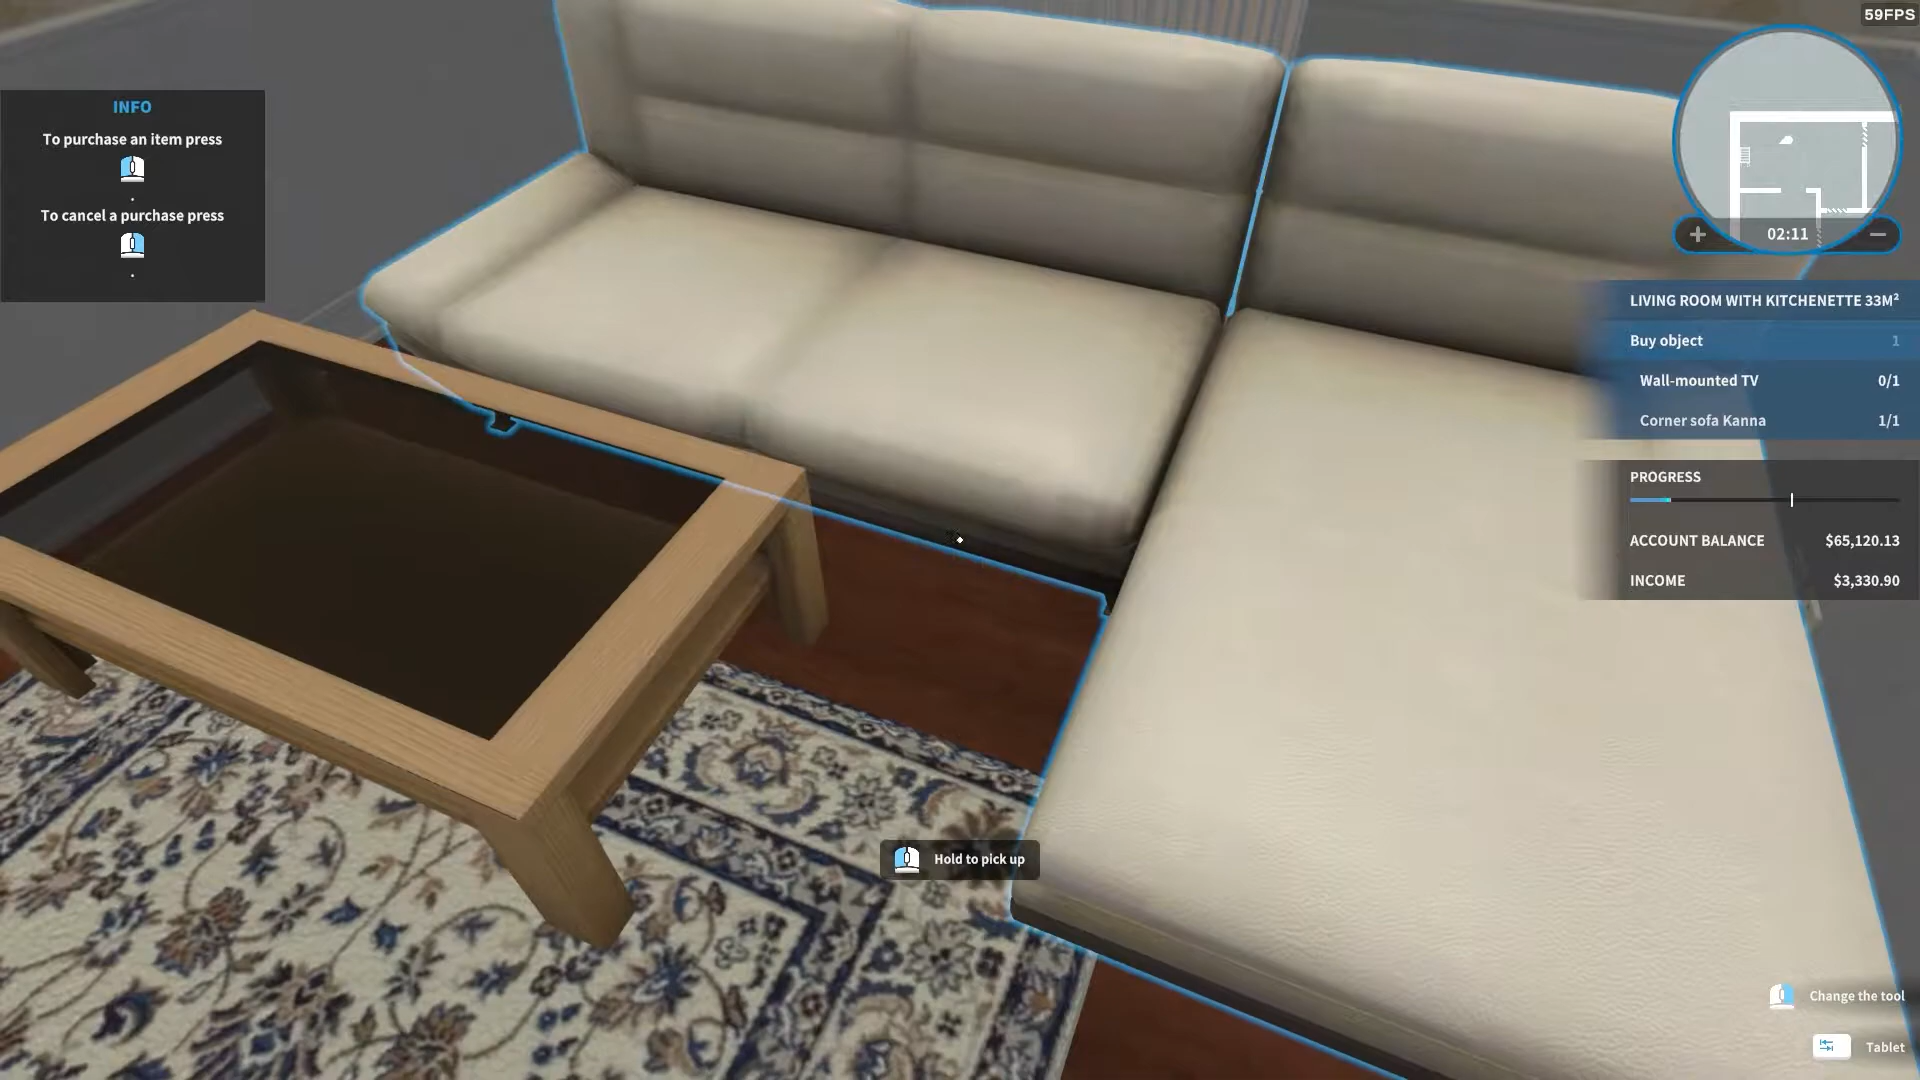 59FPS
INFO
To purchase an item press
.
To cancel a purchase press
.
02:11
LIVING ROOM WITH KITCHENETTE 33M²
Buy object 1
Wall-mounted TV 0/1
Corner sofa Kanna 1/1
PROGRESS
ACCOUNT BALANCE $65,120.13
INCOME $3,330.90
Hold to pick up
Change the tool
Tablet